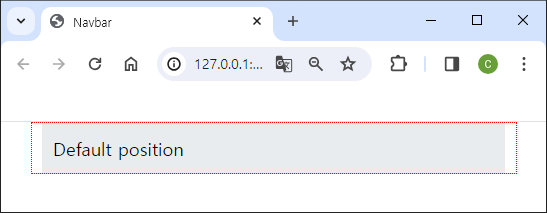 Navbar
127.0.0.1:...
C
Default position